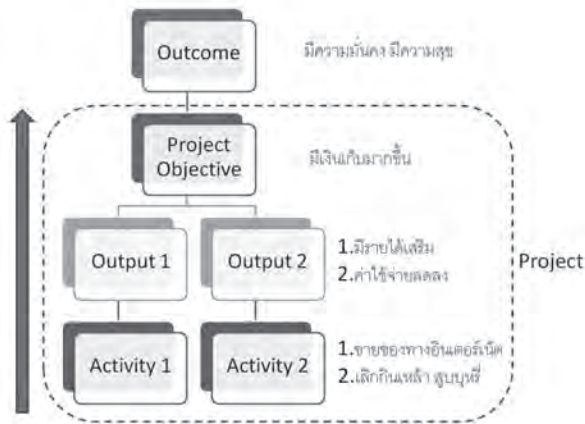 Outcome
มีความมั่นคง มีความสุข
Project
Objective
มีเงินเก็บมากขึ้น
Output 1
Output 2
1.มีรายได้เสริม
2.ค่าใช้จ่ายลดลง
Project
Activity 1
Activity 2
1.ขายของทางอินเตอร์เน็ต
2.เลิกกินเหล้า สูบบุหรี่